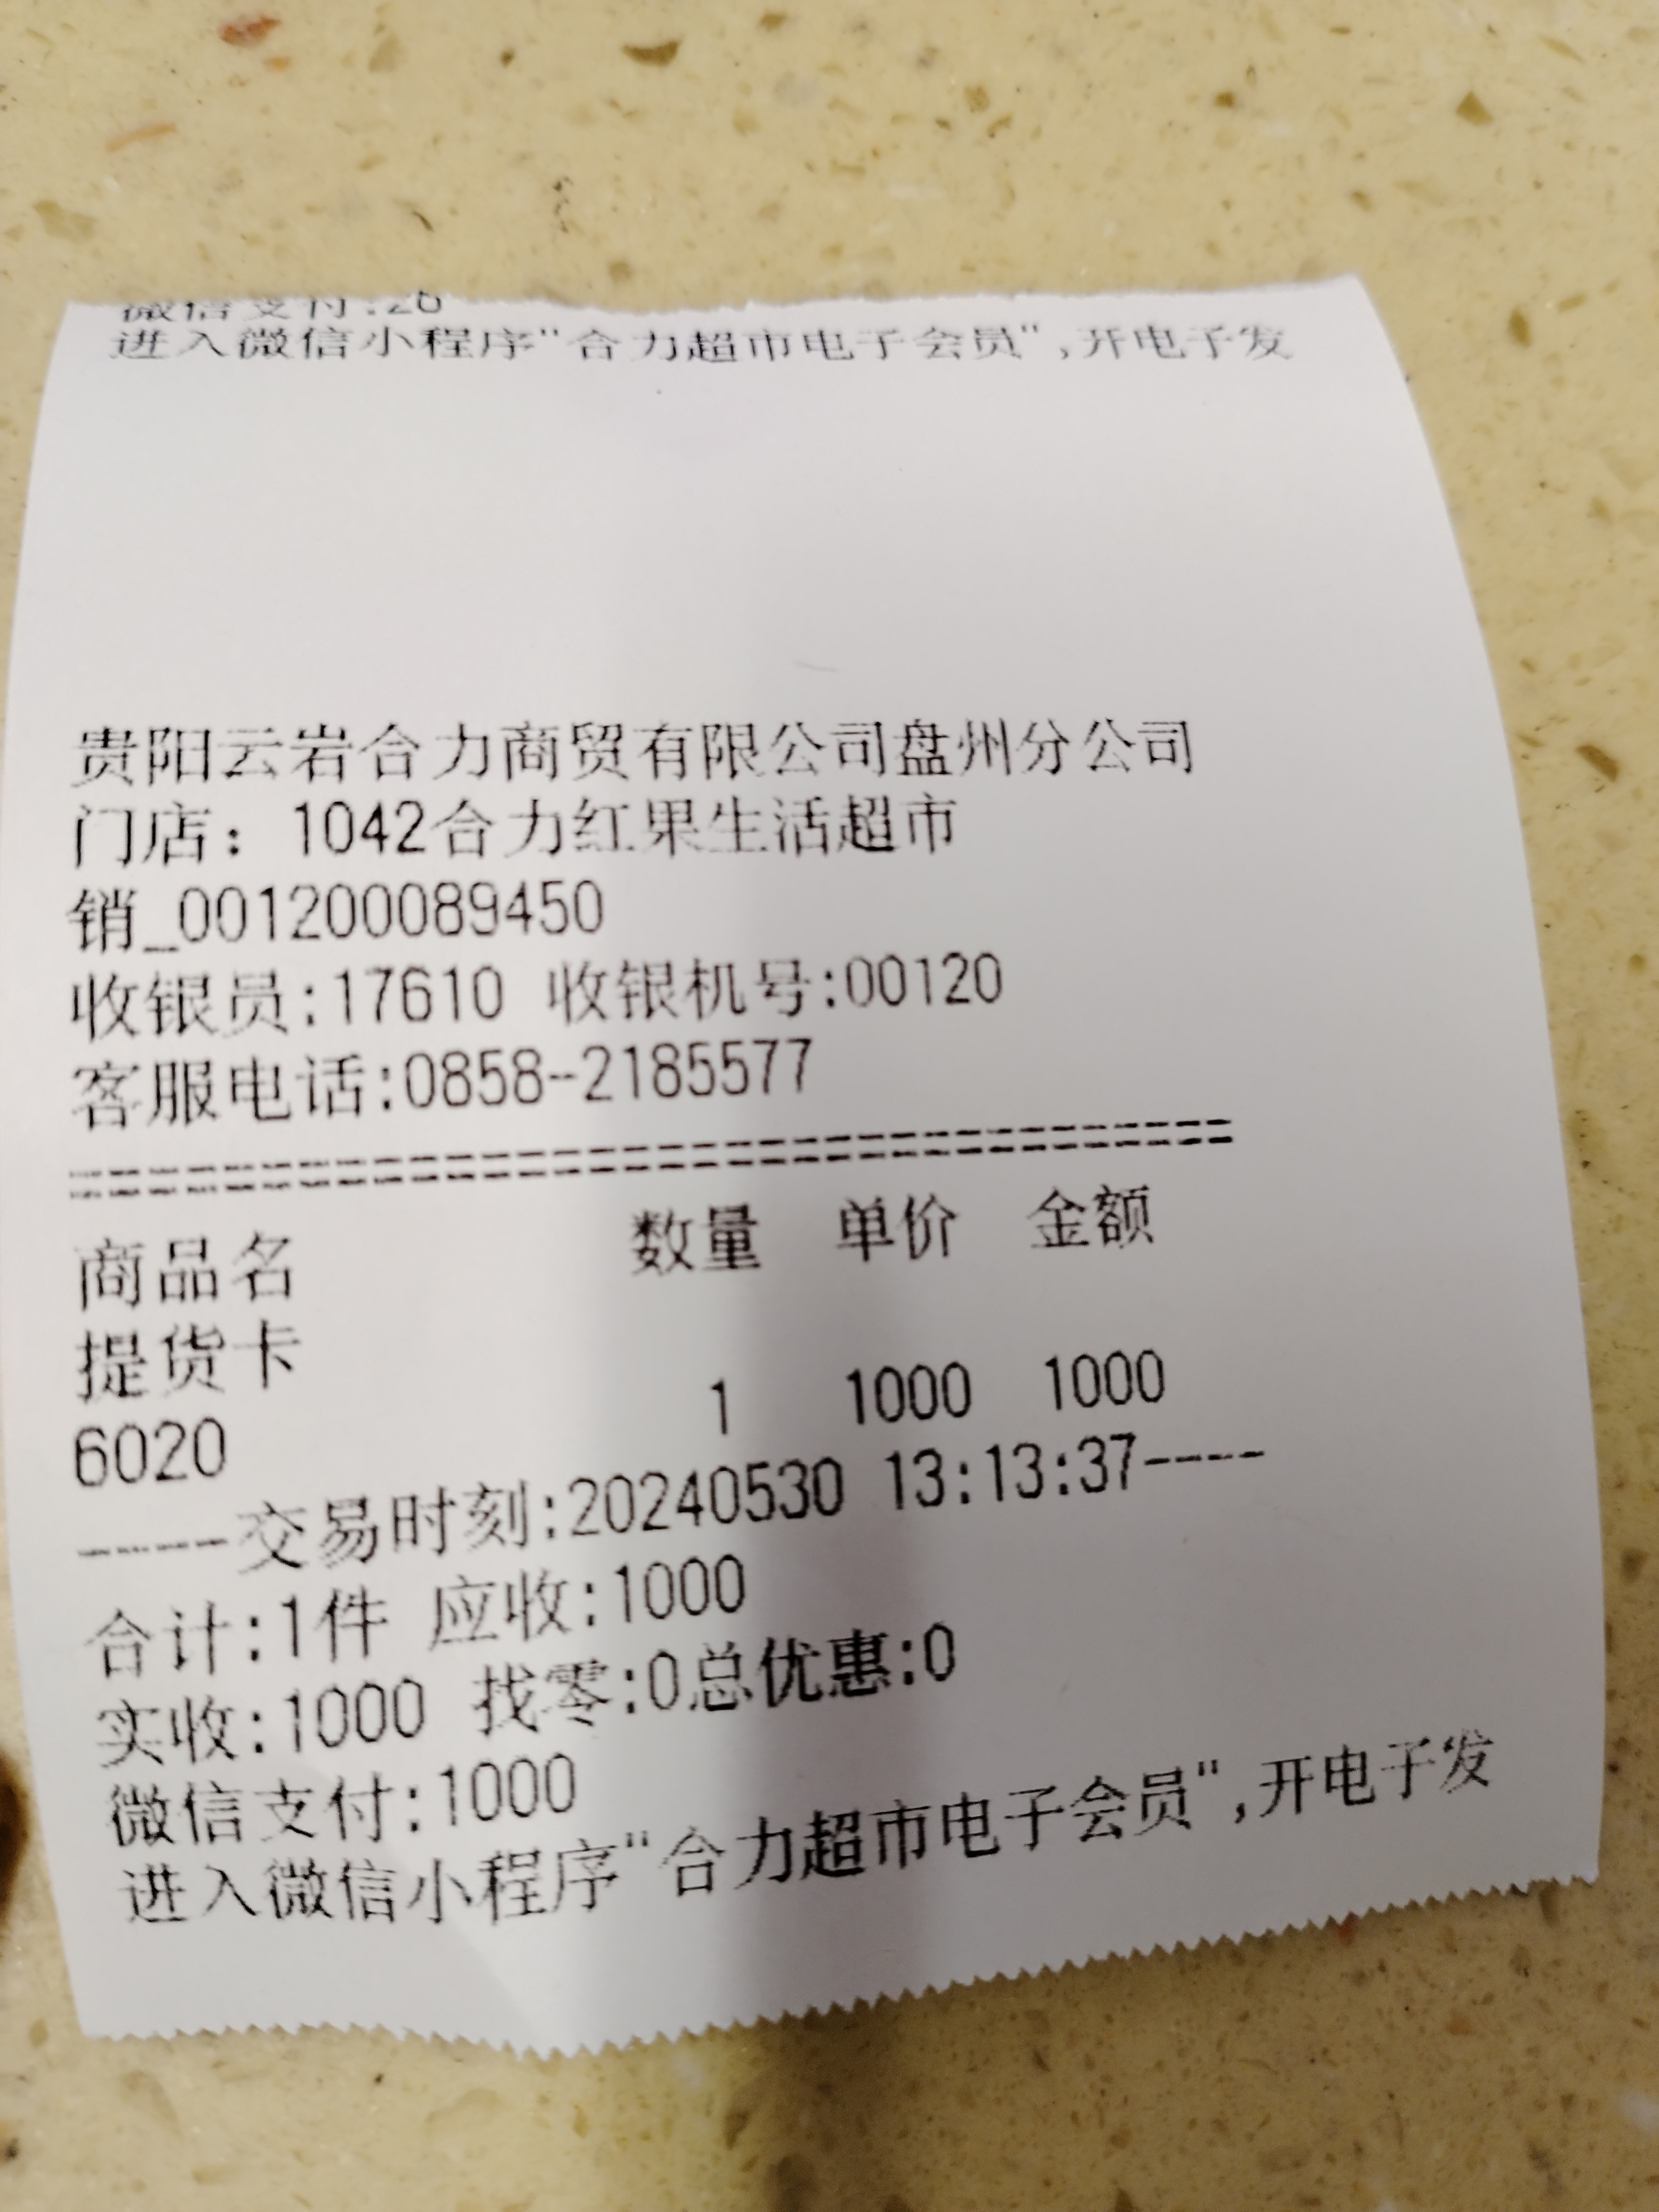 微信支付:26
进入微信小程序"合力超市电子会员",开电子发
贵阳云岩合力商贸有限公司盘州分公司
门店：1042合力红果生活超市
销_001200089450
收银员:17610 收银机号:00120
客服电话:0858-2185577
==================================
商品名 数量 单价 金额
提货卡
6020 1 1000 1000
----交易时刻:20240530 13:13:37----
合计:1件 应收:1000
实收:1000 找零:0总优惠:0
微信支付:1000
进入微信小程序"合力超市电子会员",开电子发